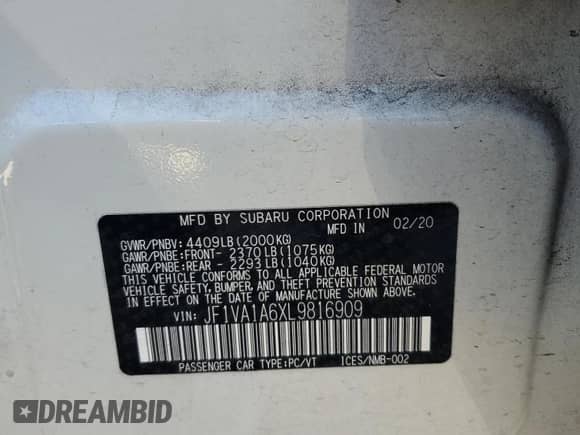 MFD BY SUBARU CORPORATION
MFD IN 02/20
GVWR/PNBV: 4409LB(2000KG)
GAWR/PNBE:FRONT- 2370LB(1075KG)
GAWR/PNBE:REAR - 2293LB(1040KG)
THIS VEHICLE CONFORMS TO ALL APPLICABLE FEDERAL MOTOR
VEHICLE SAFETY, BUMPER, AND THEFT PREVENTION STANDARDS
IN EFFECT ON THE DATE OF MANUFACTURE SHOWN ABOVE.
VIN: JF1VA1A6XL9816909
PASSENGER CAR TYPE:PC/VT ICES/NMB-002
DREAMBID